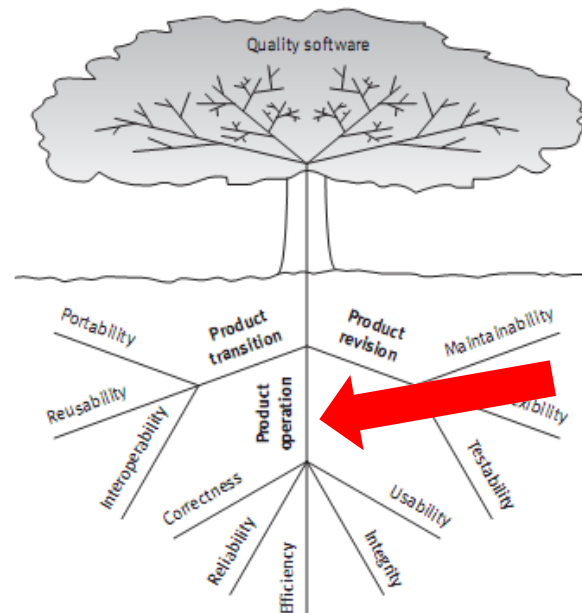 Quality software
Product
transition
Product
revision
Portability
Maintainability
Reusability
Interoperability
Product
operation
Testability
Correctness
Usability
Reliability
Efficiency
Integrity